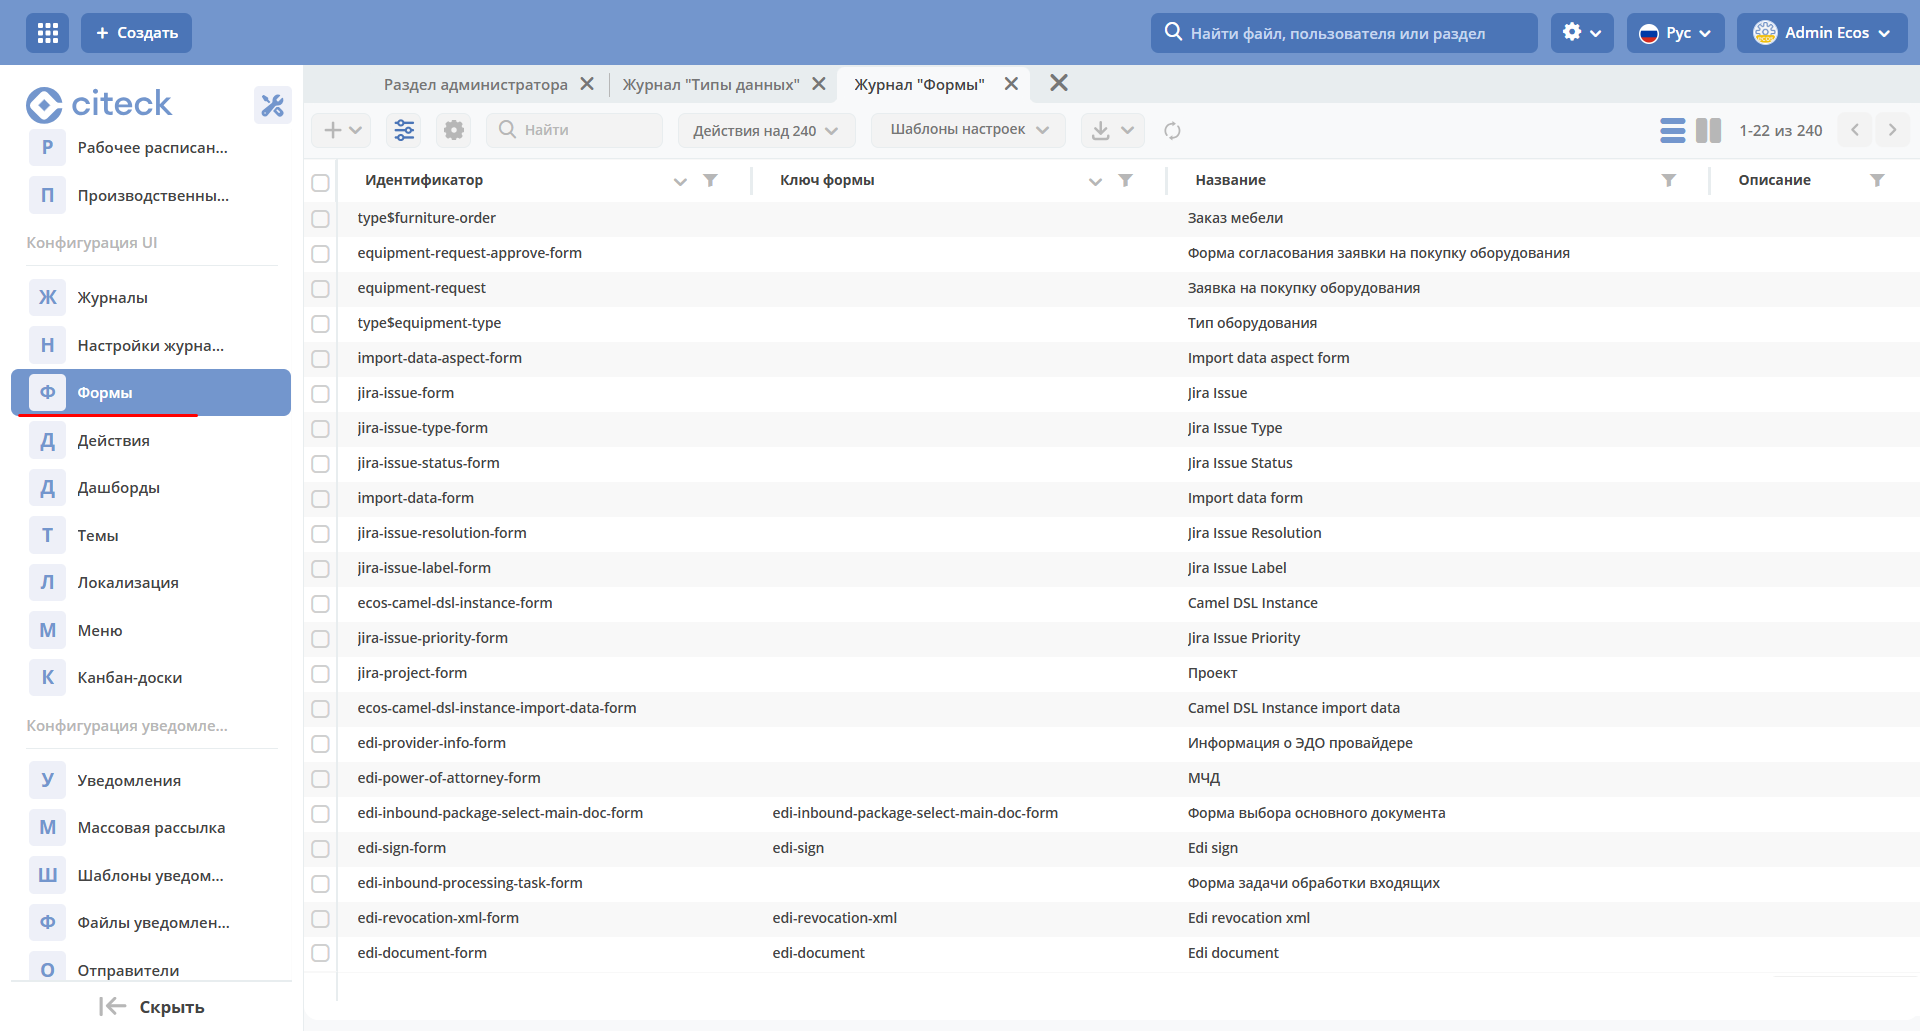 + Создать
Найти файл, пользователя или раздел
Рус
Admin Ecos
citeck
Р Рабочее расписан...
П Производственны...
Конфигурация UI
Ж Журналы
Н Настройки журна...
Ф Формы
Д Действия
Д Дашборды
Т Темы
Л Локализация
М Меню
К Канбан-доски
Конфигурация уведомле...
У Уведомления
М Массовая рассылка
Ш Шаблоны уведом...
Ф Файлы уведомлен...
О Отправители
Скрыть
Раздел администратора
Журнал "Типы данных"
Журнал "Формы"
Найти
Действия над 240
Шаблоны настроек
1-22 из 240
Идентификатор Ключ формы Название Описание
type$furniture-order Заказ мебели
equipment-request-approve-form Форма согласования заявки на покупку оборудования
equipment-request Заявка на покупку оборудования
type$equipment-type Тип оборудования
import-data-aspect-form Import data aspect form
jira-issue-form Jira Issue
jira-issue-type-form Jira Issue Type
jira-issue-status-form Jira Issue Status
import-data-form Import data form
jira-issue-resolution-form Jira Issue Resolution
jira-issue-label-form Jira Issue Label
ecos-camel-dsl-instance-form Camel DSL Instance
jira-issue-priority-form Jira Issue Priority
jira-project-form Проект
ecos-camel-dsl-instance-import-data-form Camel DSL Instance import data
edi-provider-info-form Информация о ЭДО провайдере
edi-power-of-attorney-form МЧД
edi-inbound-package-select-main-doc-form edi-inbound-package-select-main-doc-form Форма выбора основного документа
edi-sign-form edi-sign Edi sign
edi-inbound-processing-task-form Форма задачи обработки входящих
edi-revocation-xml-form edi-revocation-xml Edi revocation xml
edi-document-form edi-document Edi document